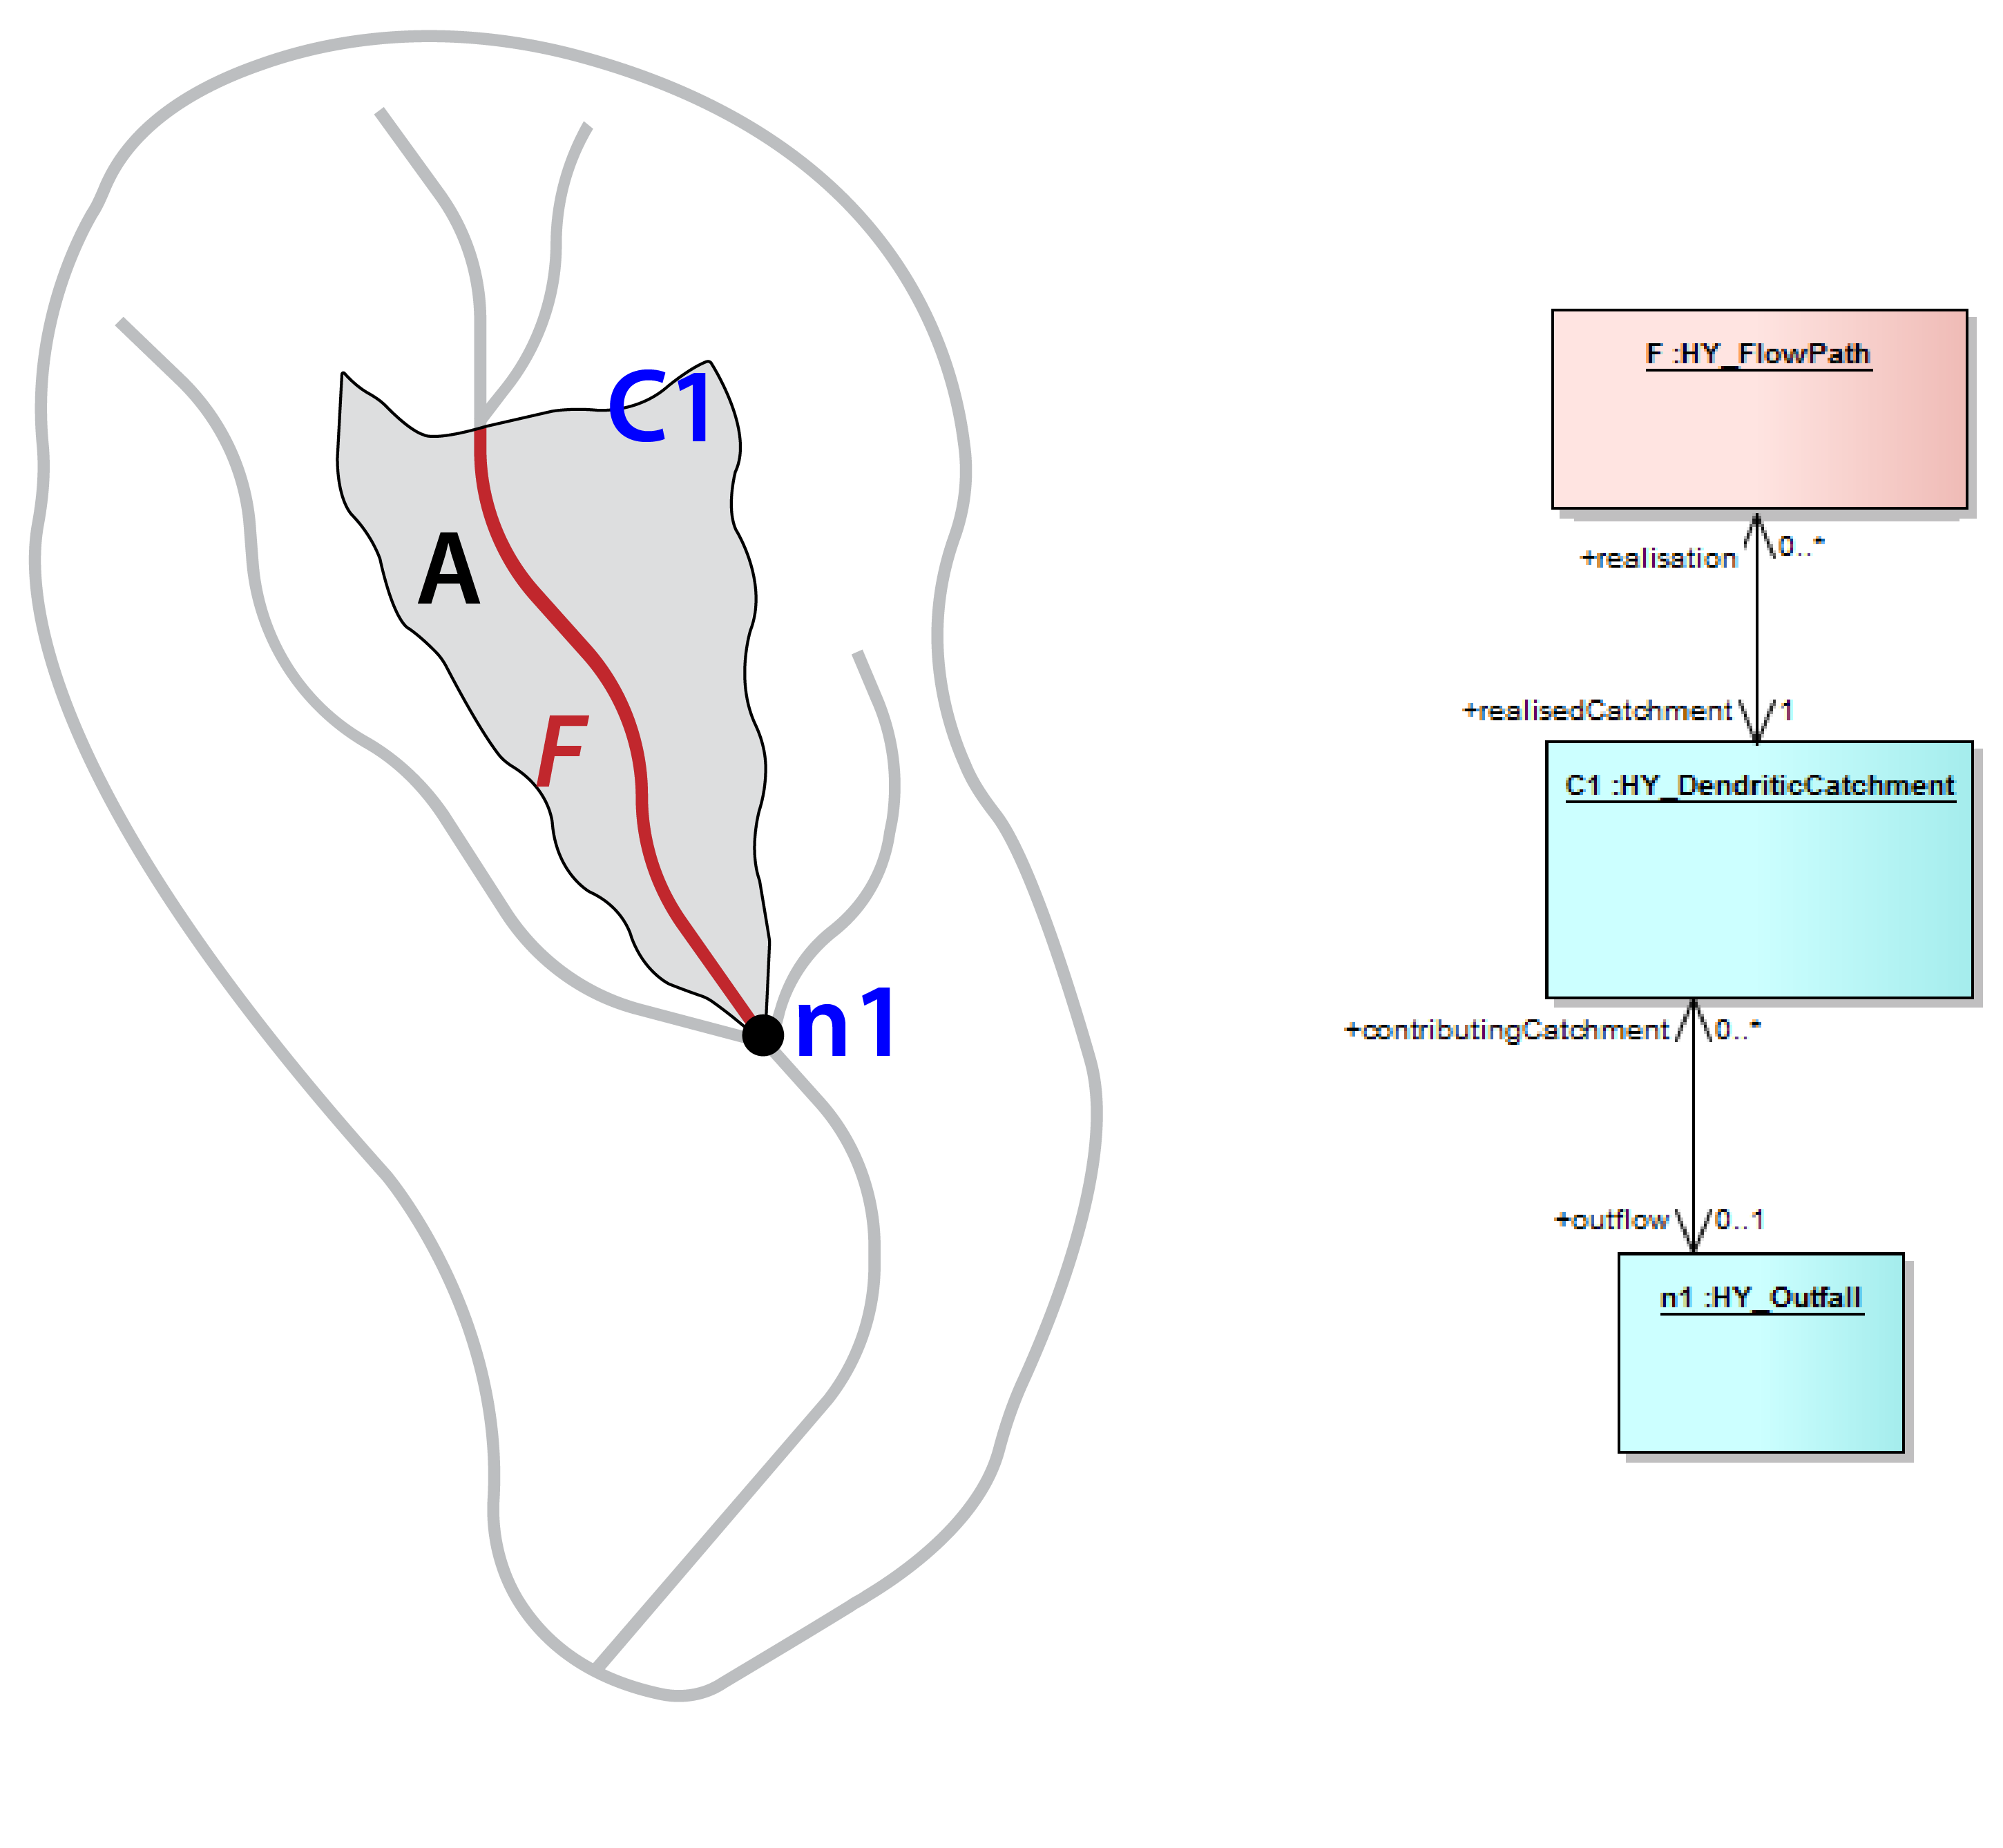 C1
A
F
n1
F :HY_FlowPath
+realisation 0..*
+realisedCatchment 1
C1 :HY_DendriticCatchment
+contributingCatchment 0..*
+outflow 0..1
n1 :HY_Outfall